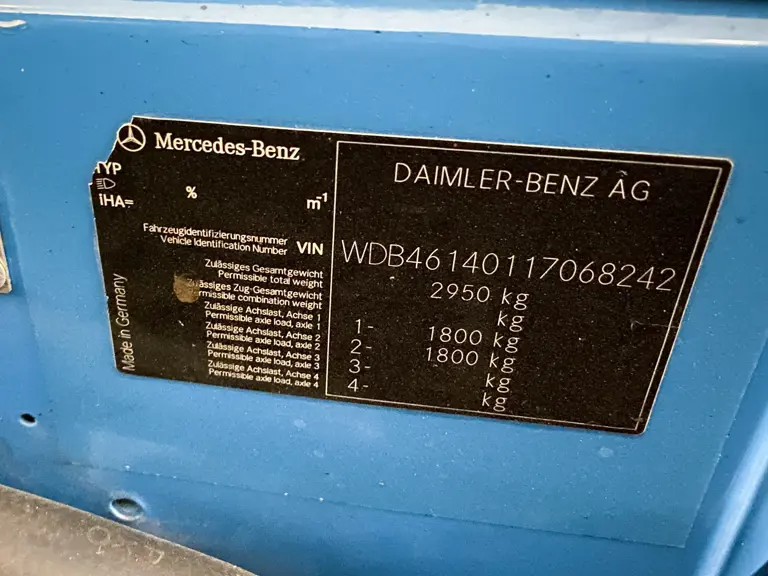 Mercedes-Benz
TYP
%
m-1
iHA=
Fahrzeugidentifizierungsnummer
Vehicle Identification Number VIN
Zulässiges Gesamtgewicht
Permissible total weight
Zulässiges Zug-Gesamtgewicht
Permissible combination weight
Zulässige Achslast, Achse 1
Permissible axle load, axle 1
Zulässige Achslast, Achse 2
Permissible axle load, axle 2
Zulässige Achslast, Achse 3
Permissible axle load, axle 3
Zulässige Achslast, Achse 4
Permissible axle load, axle 4
Made in Germany
DAIMLER-BENZ AG
WDB46140117068242
2950 kg
kg
1- 1800 kg
2- 1800 kg
3- kg
4- kg